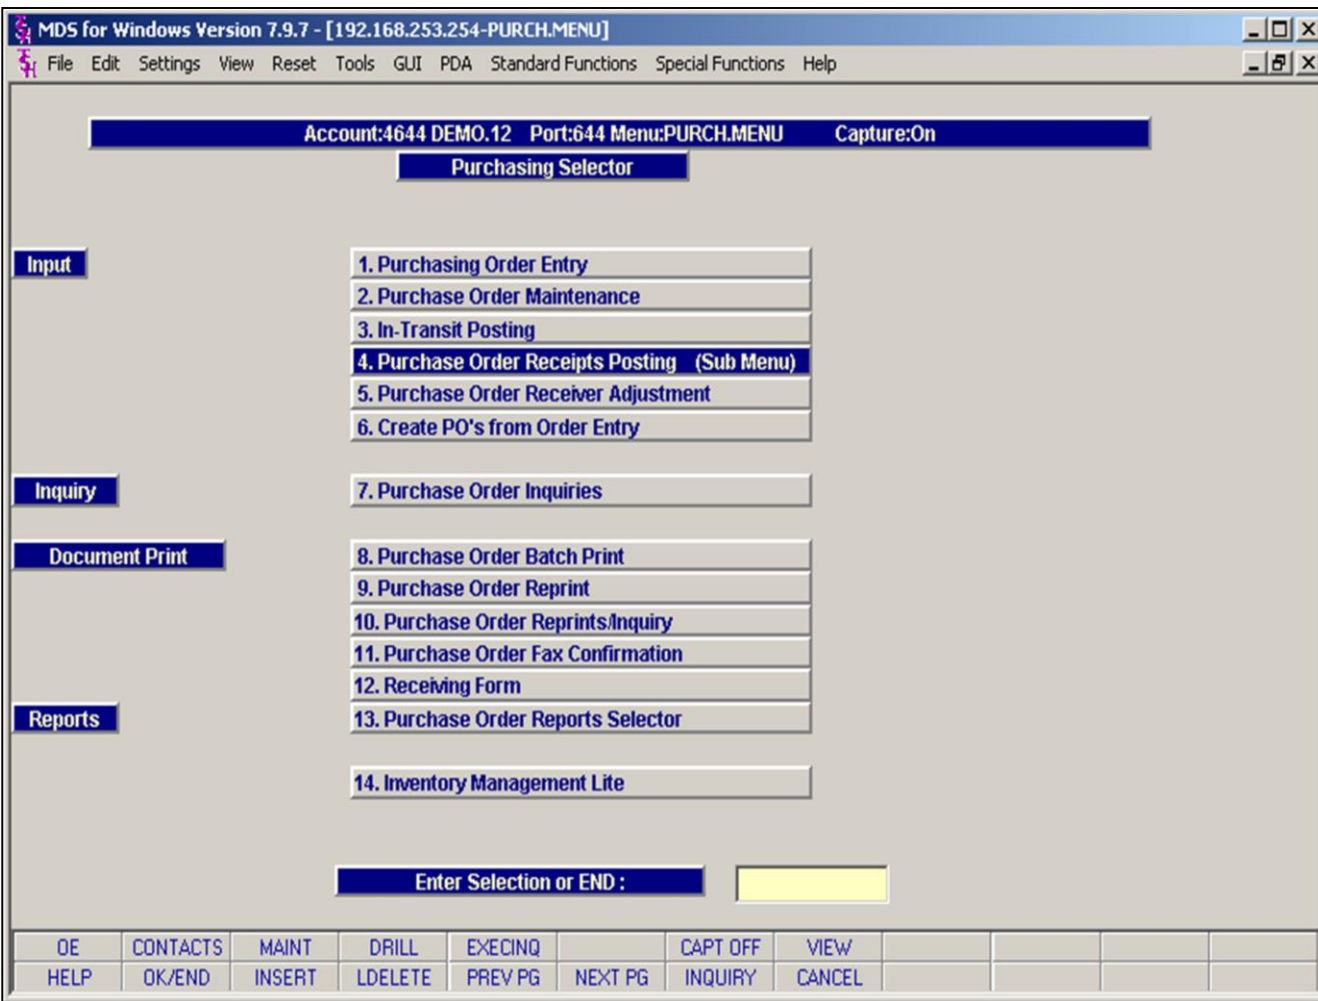 MDS for Windows Version 7.9.7 - [192.168.253.254-PURCH.MENU]
File Edit Settings View Reset Tools GUI PDA Standard Functions Special Functions Help
Account:4644 DEMO.12 Port:644 Menu:PURCH.MENU Capture:On
Purchasing Selector
Input
1. Purchasing Order Entry
2. Purchase Order Maintenance
3. In-Transit Posting
4. Purchase Order Receipts Posting (Sub Menu)
5. Purchase Order Receiver Adjustment
6. Create PO's from Order Entry
Inquiry
7. Purchase Order Inquiries
Document Print
8. Purchase Order Batch Print
9. Purchase Order Reprint
10. Purchase Order Reprints/Inquiry
11. Purchase Order Fax Confirmation
12. Receiving Form
Reports
13. Purchase Order Reports Selector
14. Inventory Management Lite
Enter Selection or END :
OE CONTACTS MAINT DRILL EXECINQ CAPT OFF VIEW
HELP OK/END INSERT LDELETE PREV PG NEXT PG INQUIRY CANCEL